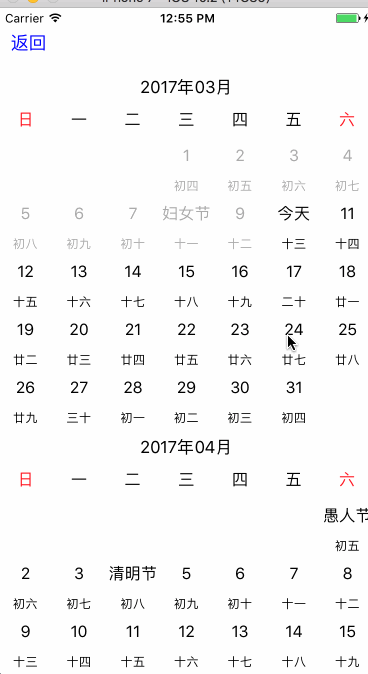 Carrier 12:55 PM
返回
2017年03月
日 一 二 三 四 五 六
1 2 3 4
初四 初五 初六 初七
5 6 7 妇女节 9 今天 11
初八 初九 初十 十一 十二 十三 十四
12 13 14 15 16 17 18
十五 十六 十七 十八 十九 二十 廿一
19 20 21 22 23 24 25
廿二 廿三 廿四 廿五 廿六 廿七 廿八
26 27 28 29 30 31
廿九 三十 初一 初二 初三 初四
2017年04月
日 一 二 三 四 五 六
愚人节
初五
2 3 清明节 5 6 7 8
初六 初七 初八 初九 初十 十一 十二
9 10 11 12 13 14 15
十三 十四 十五 十六 十七 十八 十九